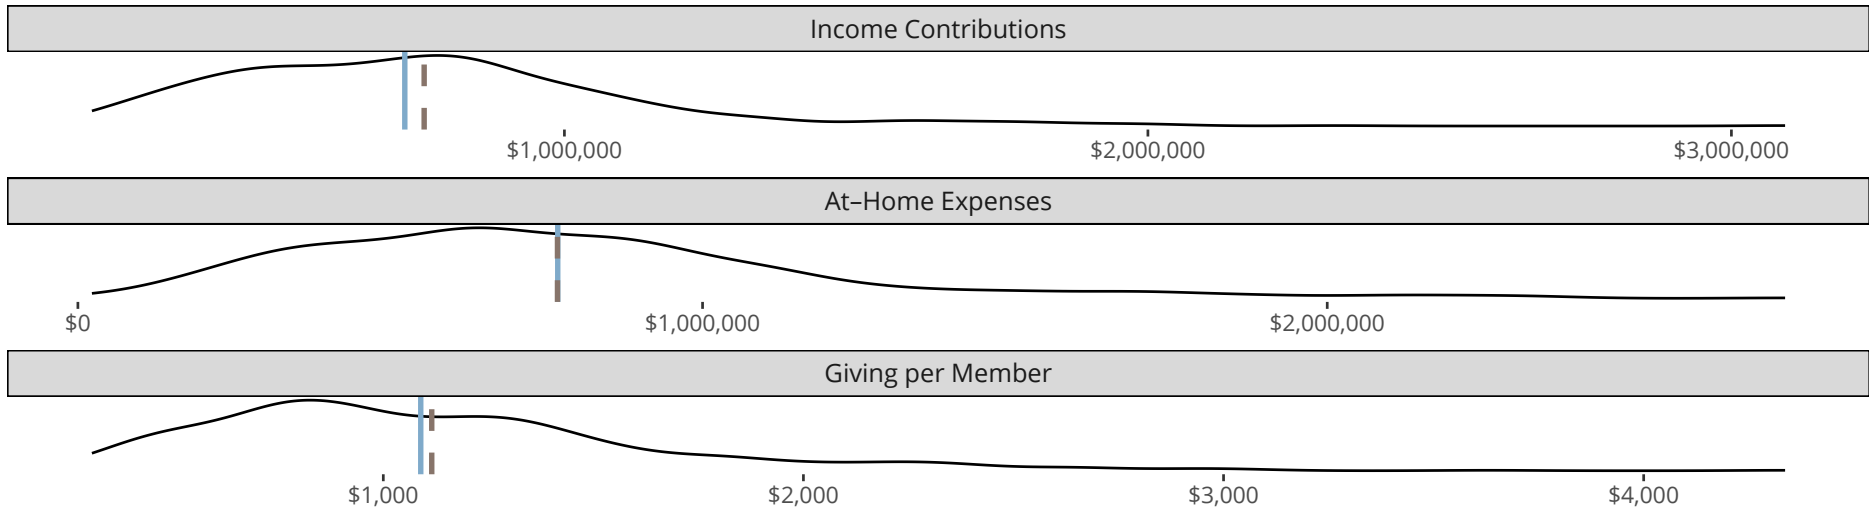 Income Contributions
$1,000,000 $2,000,000 $3,000,000
At–Home Expenses
$0 $1,000,000 $2,000,000
Giving per Member
$1,000 $2,000 $3,000 $4,000